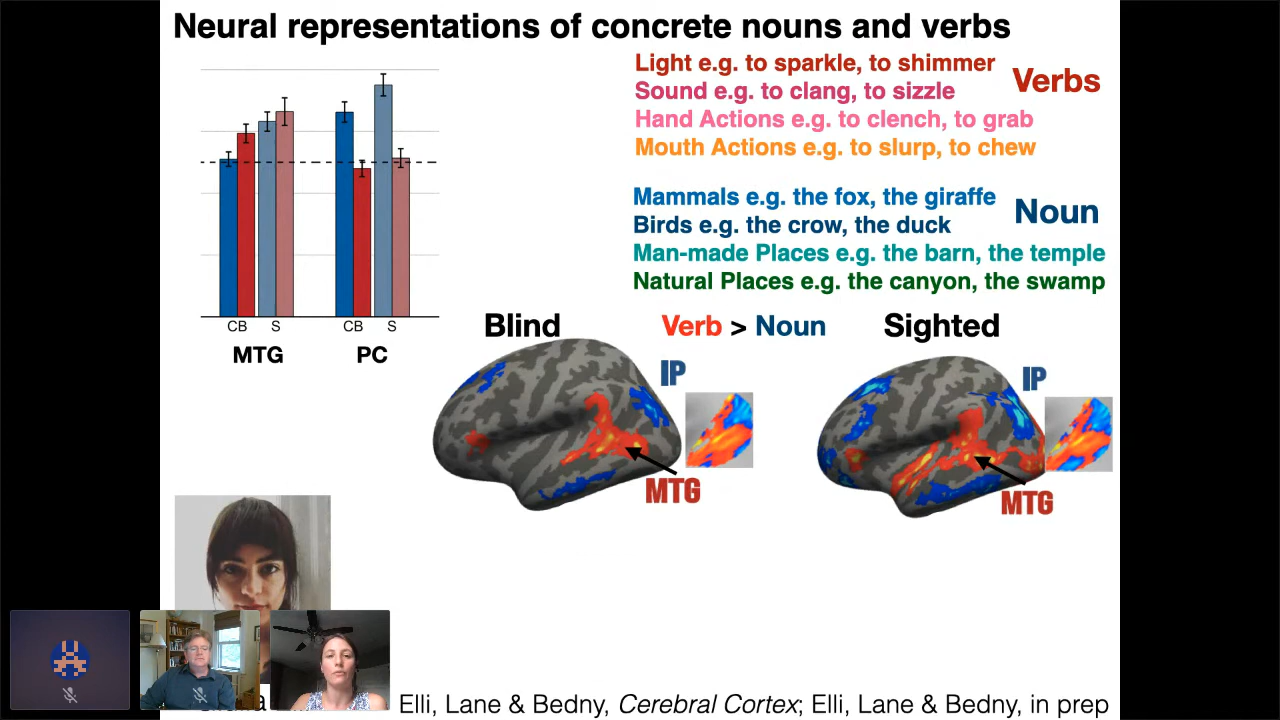 Neural representations of concrete nouns and verbs
Light e.g. to sparkle, to shimmer
Verbs
Sound e.g. to clang, to sizzle
Hand Actions e.g. to clench, to grab
Mouth Actions e.g. to slurp, to chew
Mammals e.g. the fox, the giraffe
Noun
Birds e.g. the crow, the duck
Man-made Places e.g. the barn, the temple
Natural Places e.g. the canyon, the swamp
CB S CB S
MTG PC
Blind Verb > Noun Sighted
IP IP
MTG MTG
Elli, Lane & Bedny, Cerebral Cortex; Elli, Lane & Bedny, in prep